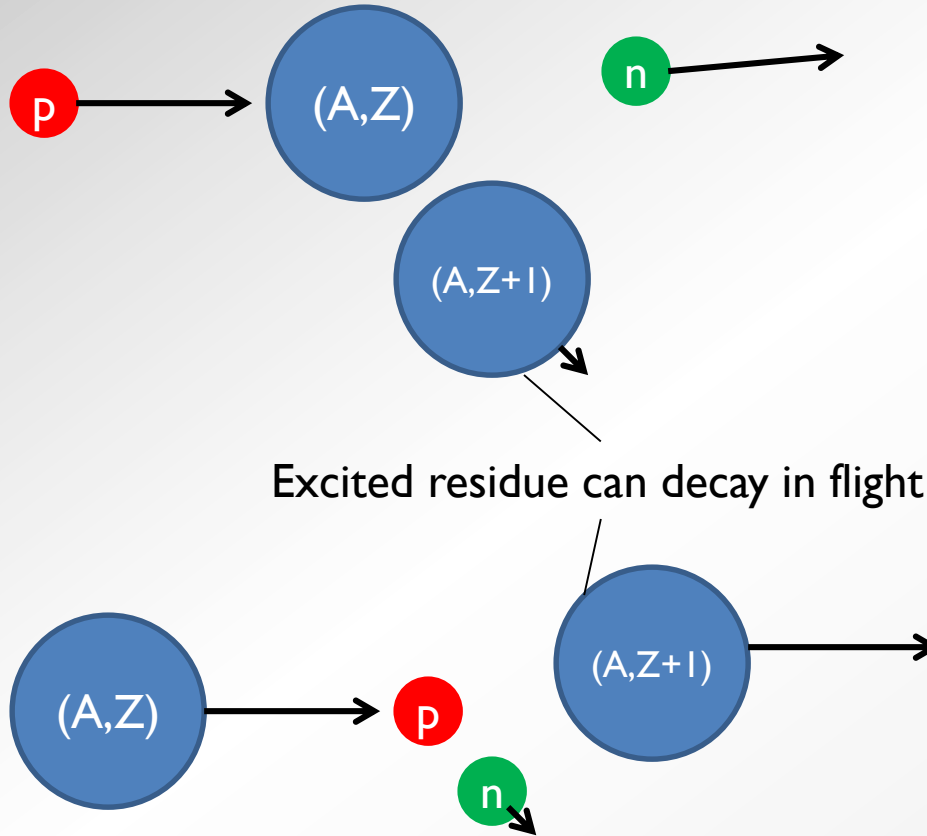 p
(A,Z)
n
(A,Z+1)
Excited residue can decay in flight
(A,Z+1)
(A,Z)
p
n